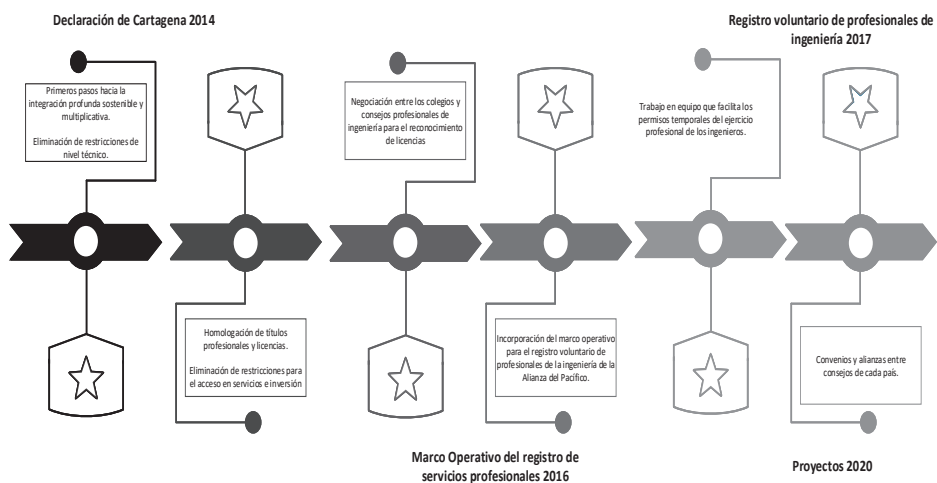 Declaración de Cartagena 2014
Primeros pasos hacia la
integración profunda sostenible y
multiplicativa.
Eliminación de restricciones de
nivel técnico.
Homologación de títulos
profesionales y licencias.
Eliminación de restricciones para
el acceso en servicios e inversión
Negociación entre los colegios y
consejos profesionales de
ingeniería para el reconocimiento
de licencias
Incorporación del marco operativo
para el registro voluntario de
profesionales de la ingeniería de la
Alianza del Pacífico.
Marco Operativo del registro de
servicios profesionales 2016
Registro voluntario de profesionales de
ingeniería 2017
Trabajo en equipo que facilita los
permisos temporales del ejercicio
profesional de los ingenieros.
Convenios y alianzas entre
consejos de cada país.
Proyectos 2020